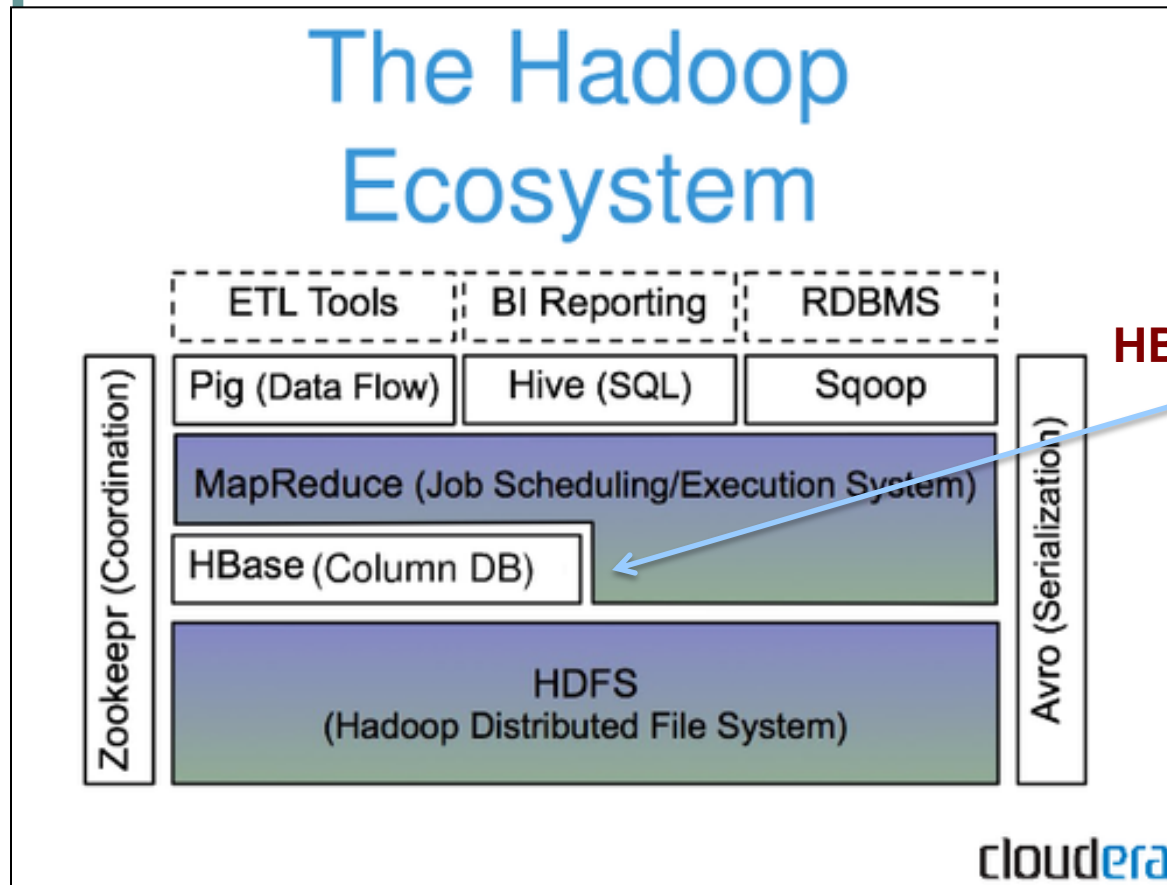 The Hadoop
Ecosystem
ETL Tools
BI Reporting
RDBMS
HB
Pig (Data Flow)
Hive (SQL)
Sqoop
Zookeepr (Coordination)
MapReduce (Job Scheduling/Execution System)
HBase (Column DB)
HDFS
(Hadoop Distributed File System)
Avro (Serialization)
cloudera